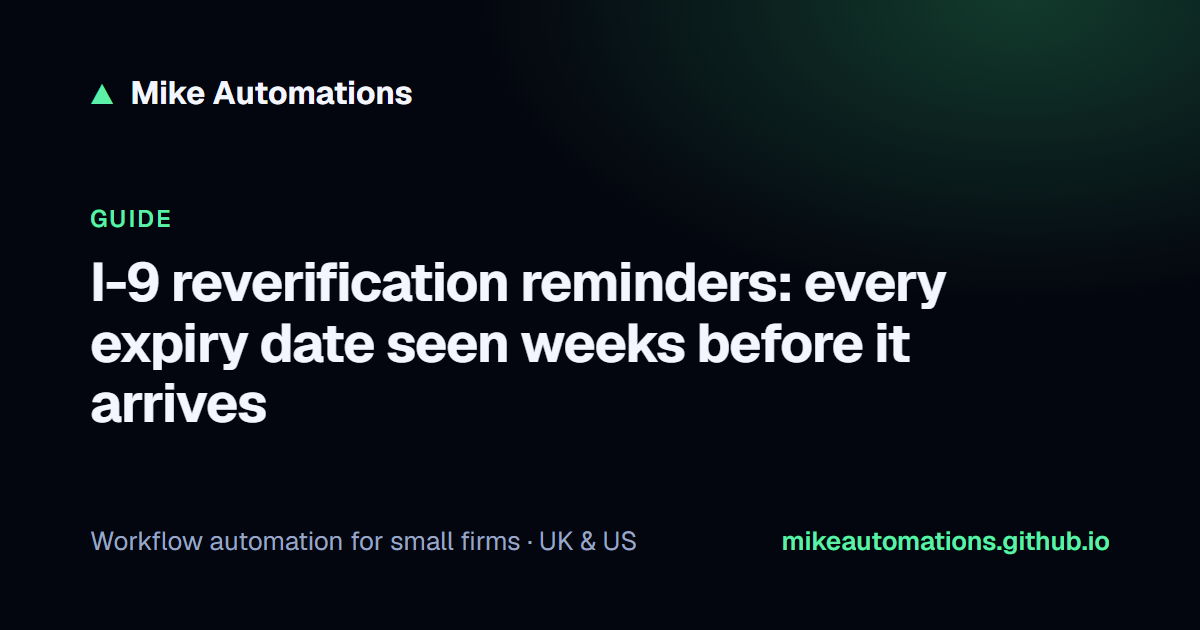 Mike Automations
GUIDE
I-9 reverification reminders: every
expiry date seen weeks before it
arrives
Workflow automation for small firms · UK & US
mikeautomations.github.io